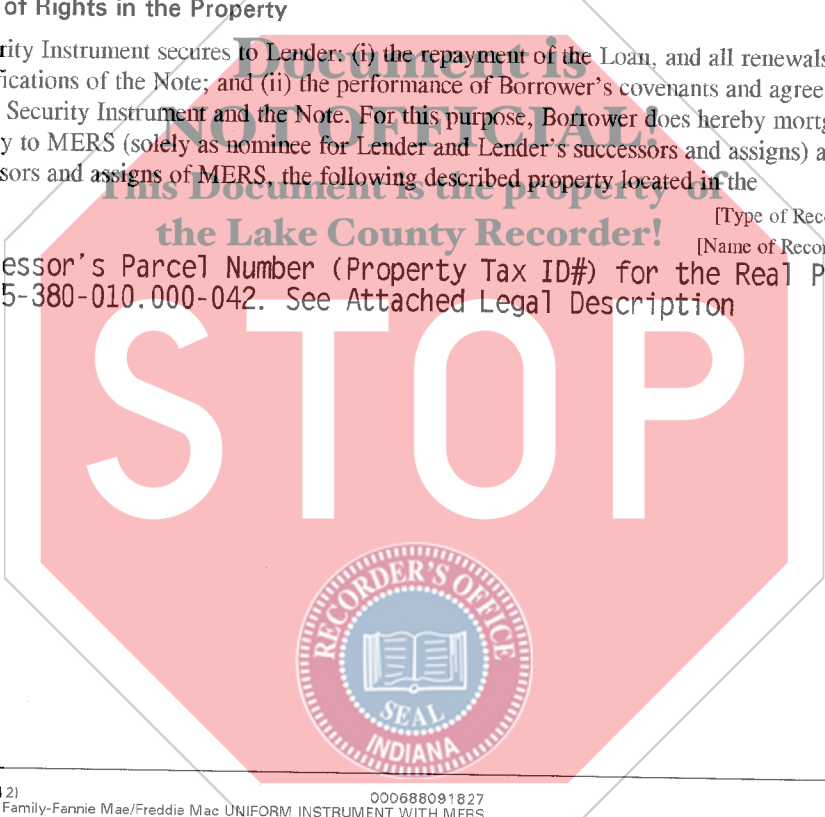 of Rights in the Property
rity Instrument secures to Lender: (i) the repayment of the Loan, and all renewals
fications of the Note; and (ii) the performance of Borrower's covenants and agree
Security Instrument and the Note. For this purpose, Borrower does hereby mortg
y to MERS (solely as nominee for Lender and Lender's successors and assigns) a
sors and assigns of MERS, the following described property located in the
[Type of Reco
[Name of Recor
essor's Parcel Number (Property Tax ID#) for the Real P
5-380-010.000-042. See Attached Legal Description
Document is
NOT OFFICIAL!
This Document is the property of
the Lake County Recorder!
STOP
RECORDER'S OFFICE
SEAL
INDIANA
12)
000688091827
Family-Fannie Mae/Freddie Mac UNIFORM INSTRUMENT WITH MERS